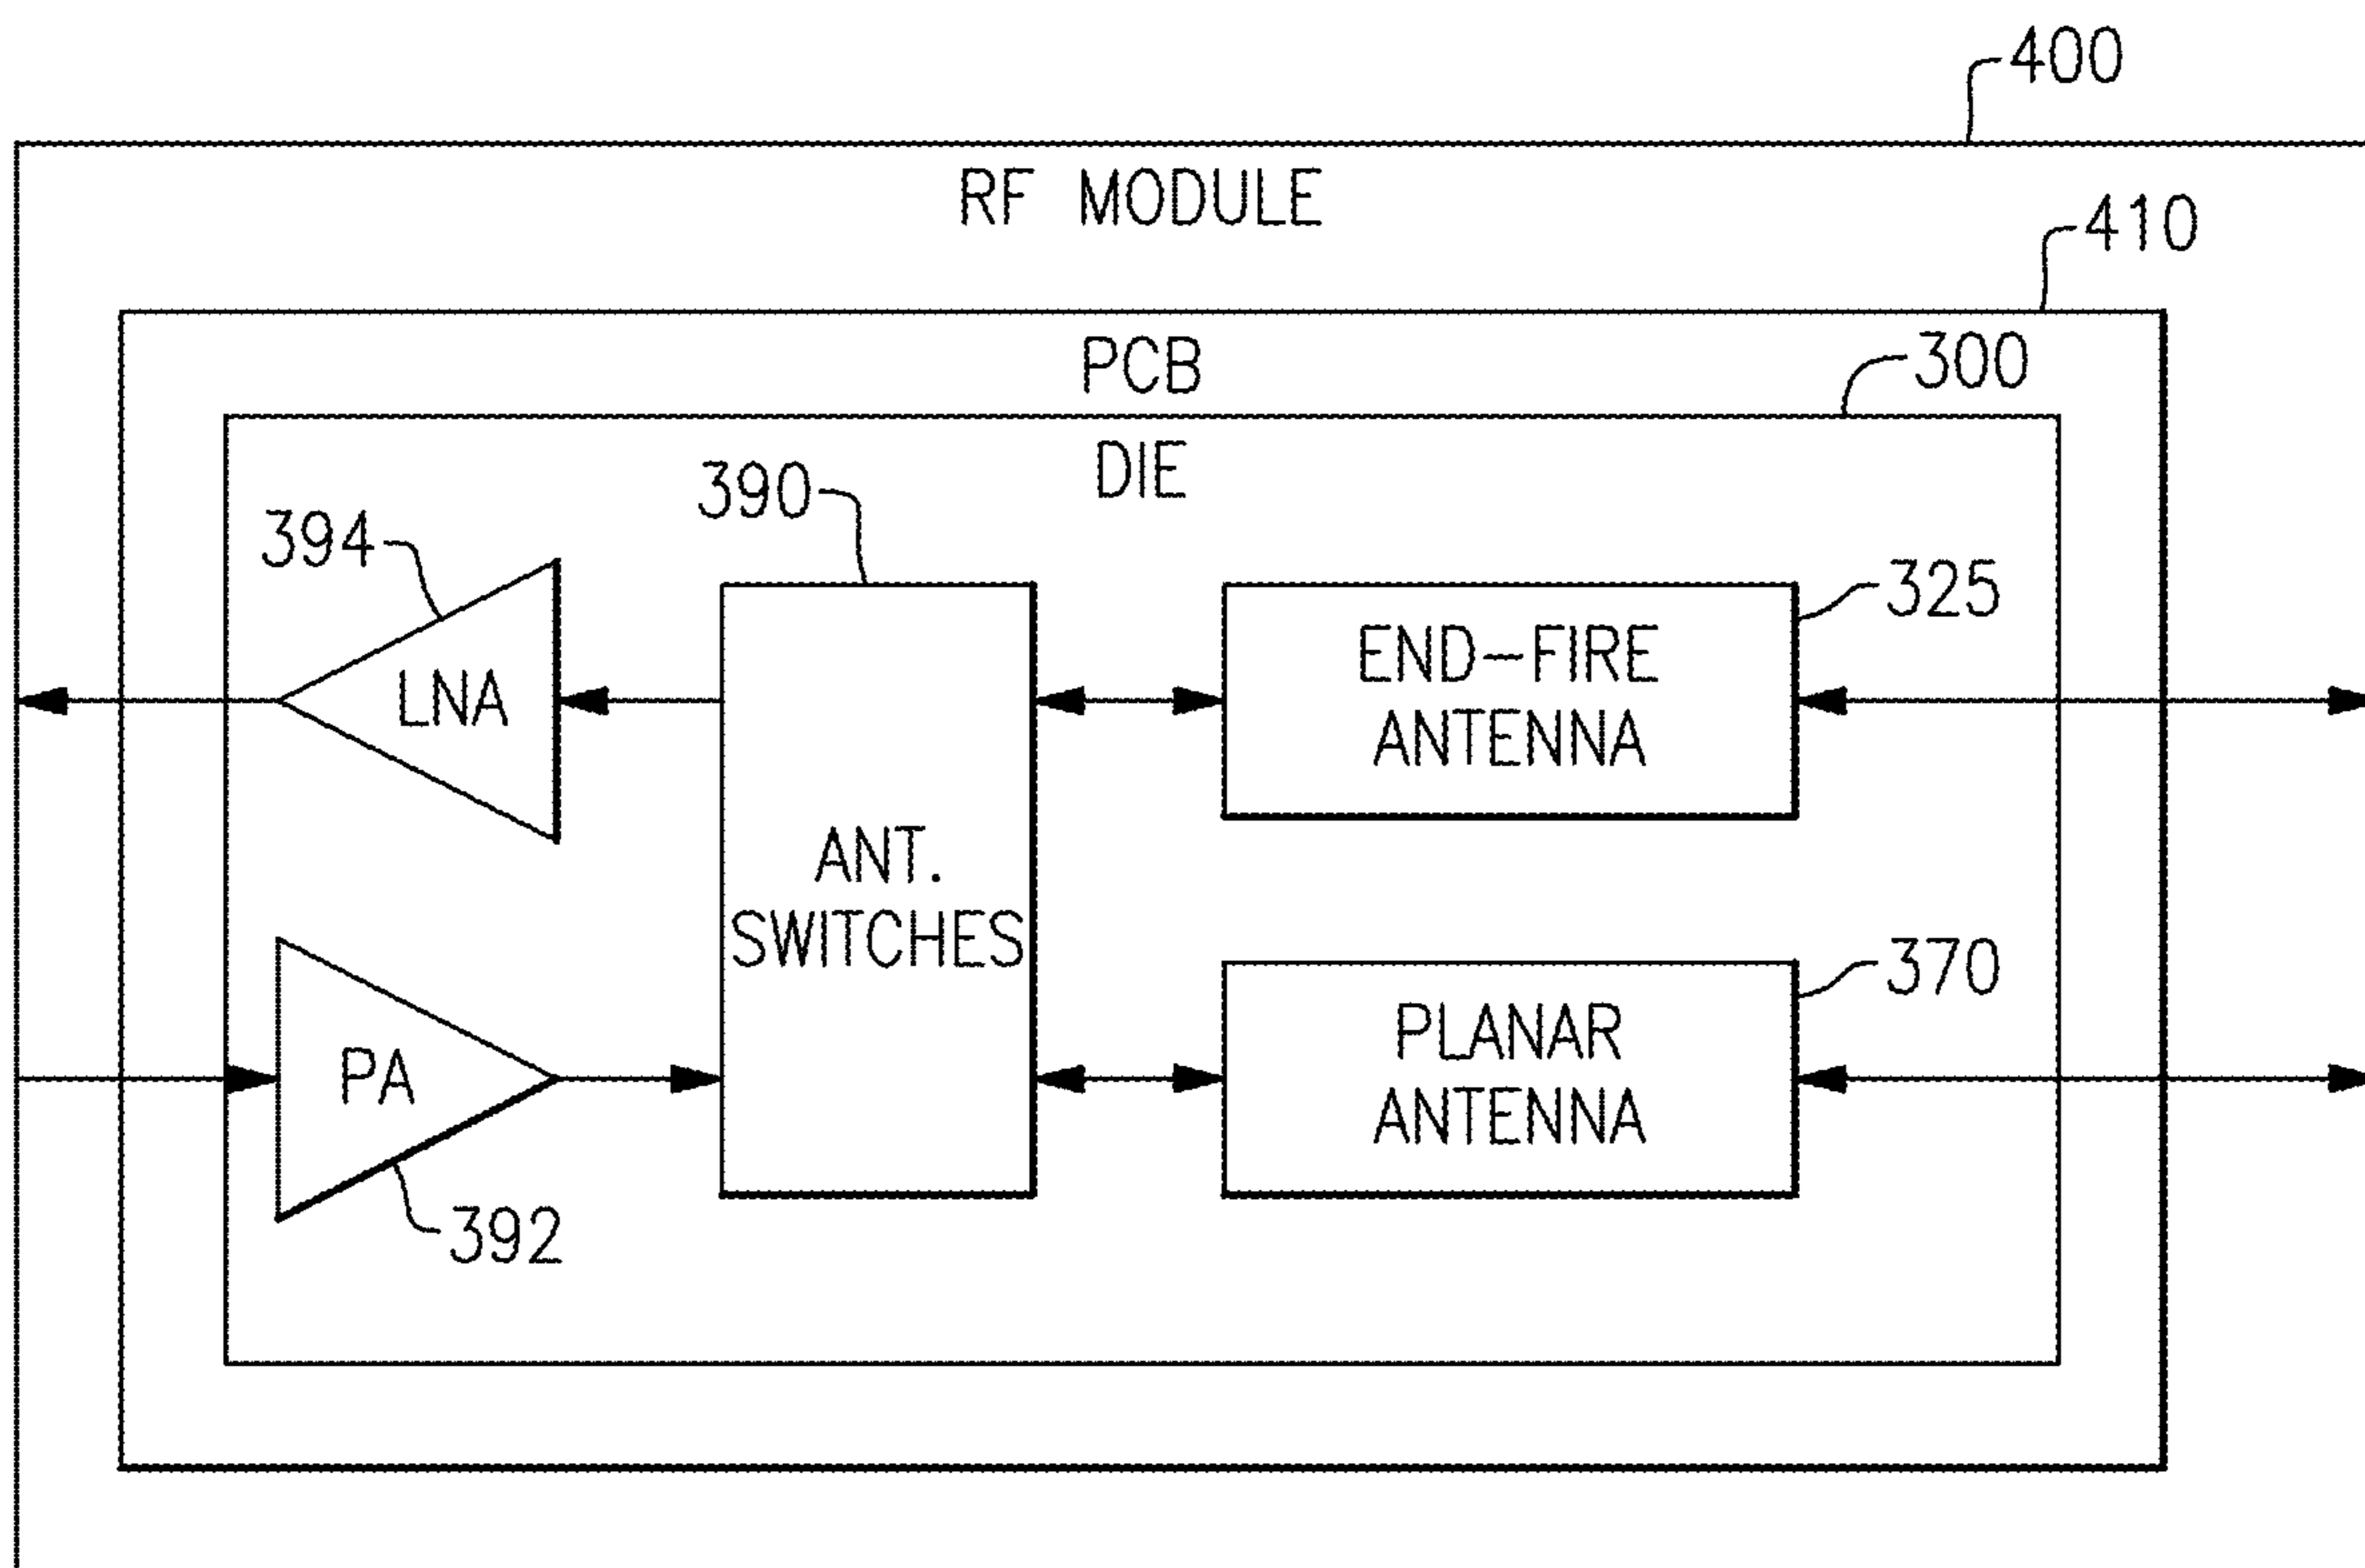 400
RF MODULE
410
PCB
300
DIE
390
394
325
LNA
END-FIRE
ANTENNA
ANT.
SWITCHES
370
PLANAR
ANTENNA
PA
392